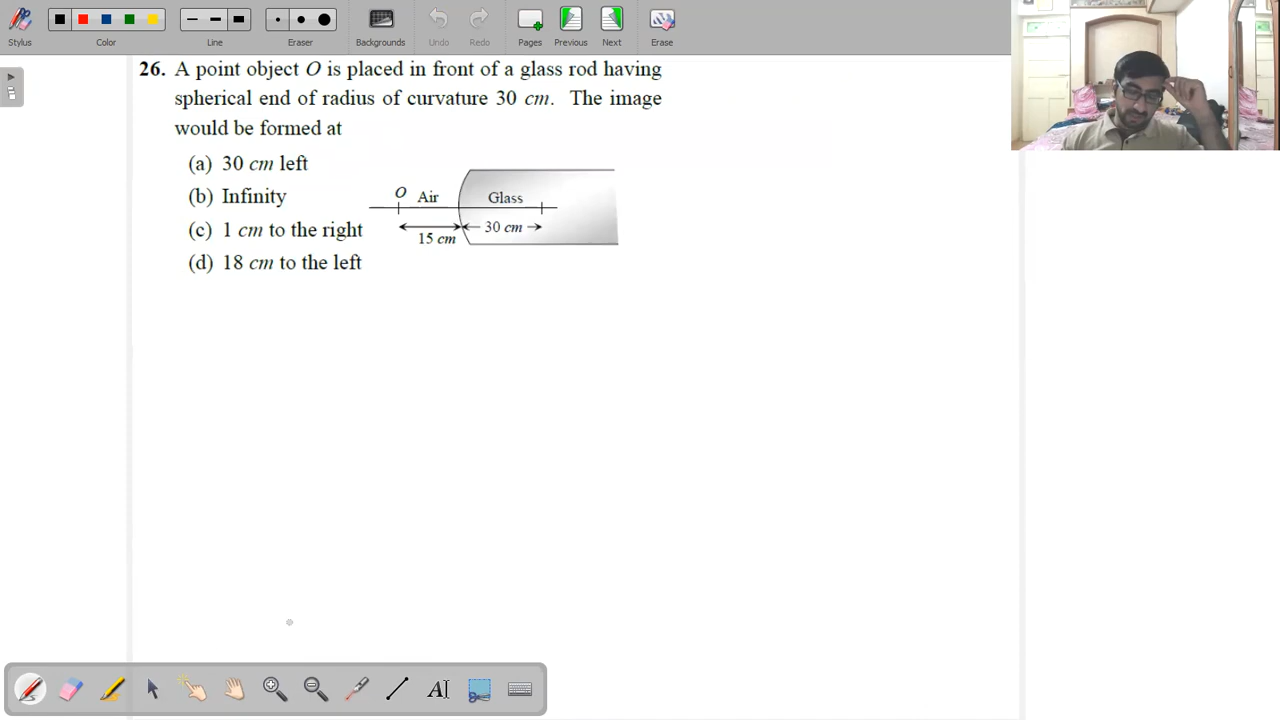 Stylus
Color
Line
Eraser
Backgrounds
Undo
Redo
Pages
Previous
Next
Erase
26. A point object O is placed in front of a glass rod having
spherical end of radius of curvature 30 cm. The image
would be formed at
(a) 30 cm left
(b) Infinity
(c) 1 cm to the right
(d) 18 cm to the left
O Air Glass
15 cm 30 cm
AI